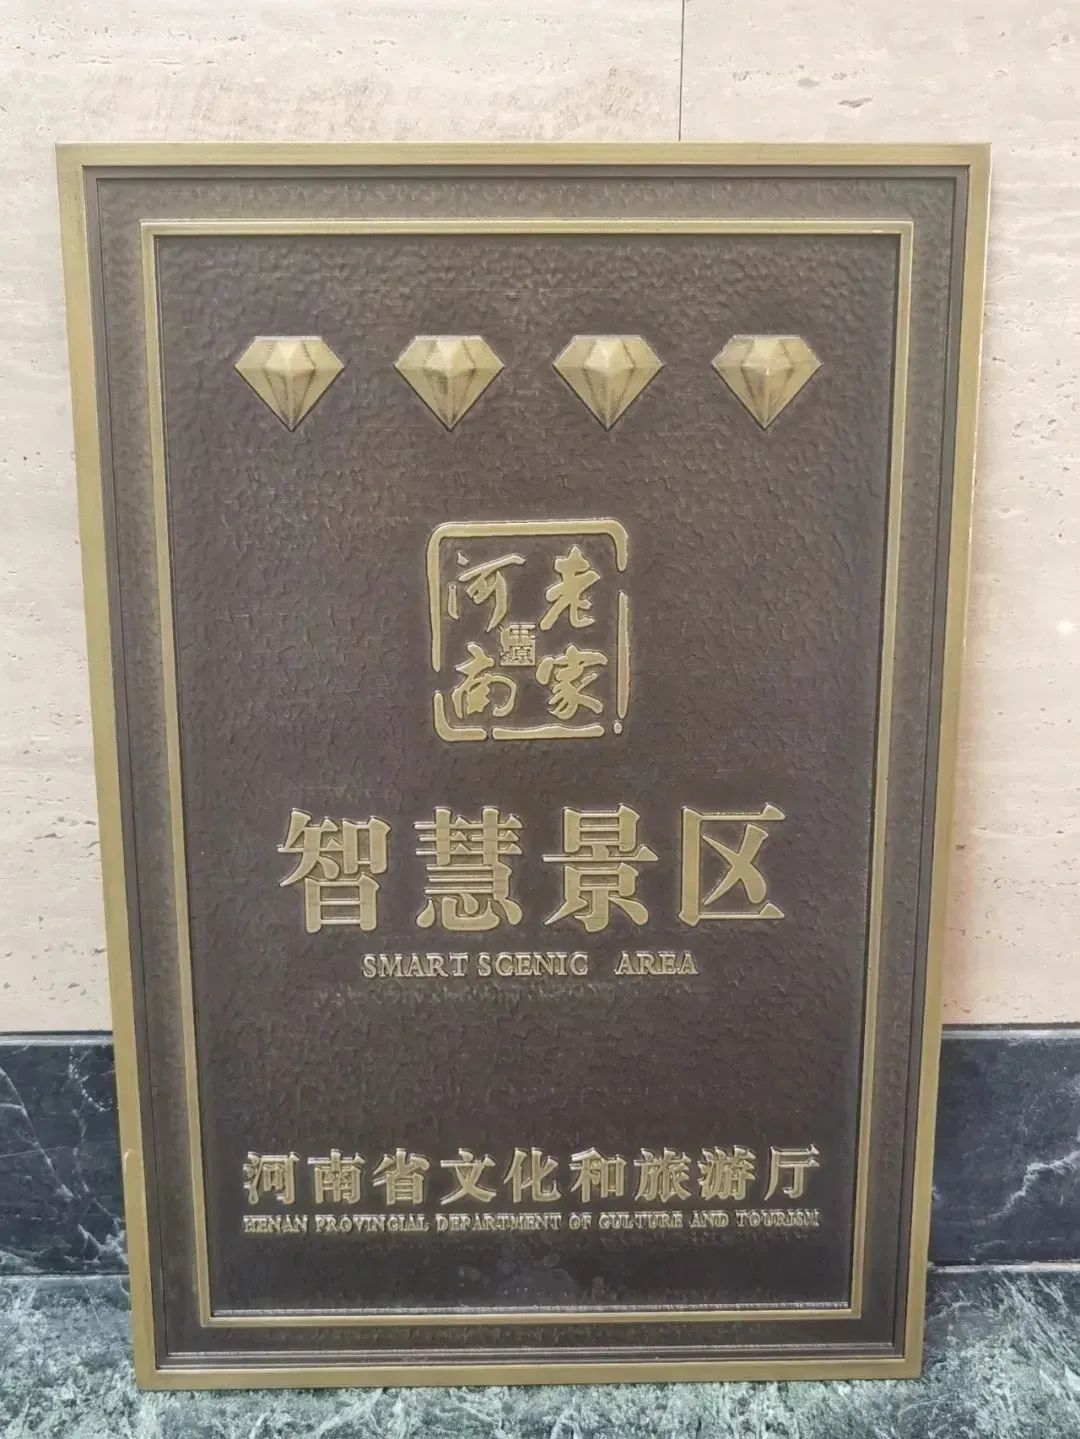 老家
河南
智慧景区
SMART SCENIC AREA
河南省文化和旅游厅
HENAN PROVINCIAL DEPARTMENT OF CULTURE AND TOURISM